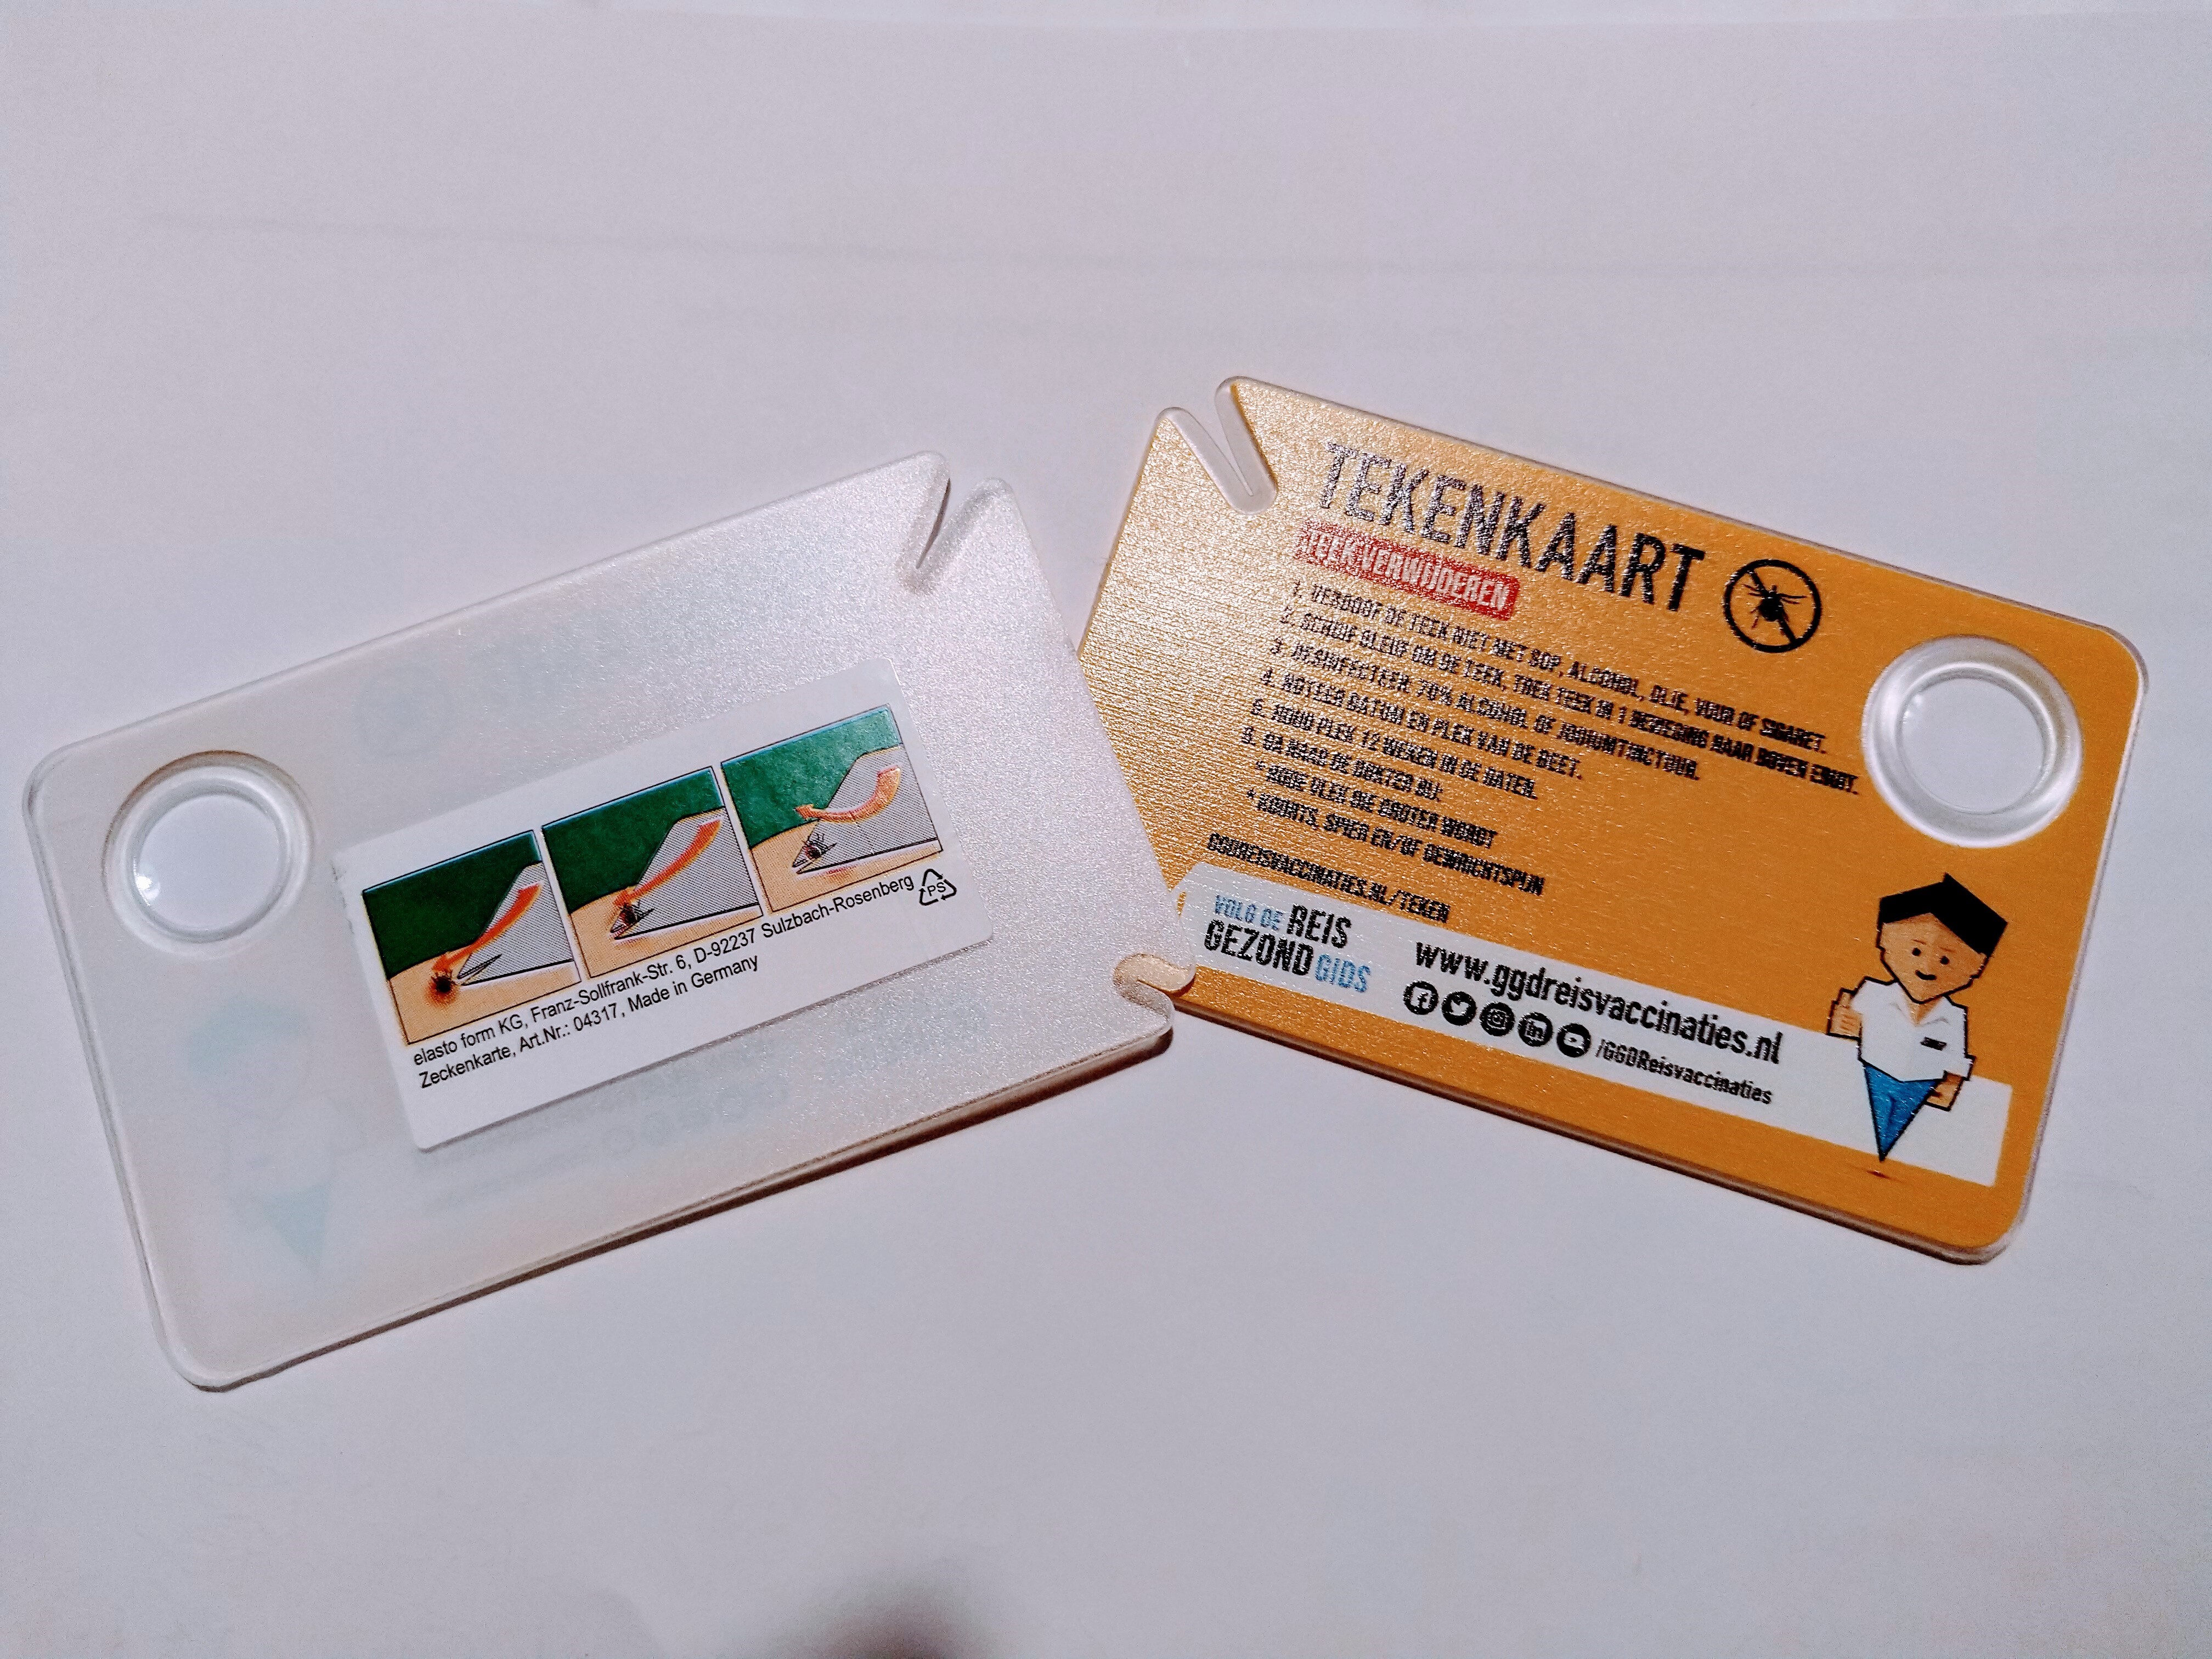 elasto form KG, Franz-Sollfrank-Str. 6, D-92237 Sulzbach-Rosenberg
PS
Zeckenkarte, Art.Nr.: 04317, Made in Germany
TEKENKAART
TEEK VERWIJDEREN
1. VERDOOF DE TEEK NIET MET SOP, ALCOHOL, OLIE, VUUR OF SIGARET.
2. SCHUIF GLEUF OM DE TEEK, TREK TEEK IN 1 BEWEGING NAAR BOVEN ERUIT.
3. DESINFECTEER: 70% ALCOHOL OF JODIUMTINCTUUR.
4. NOTEER DATUM EN PLEK VAN DE BEET.
5. HOUD PLEK 12 WEKEN IN DE GATEN.
6. GA NAAR DE DOKTER BIJ:
* RODE PLEK DIE GROTER WORDT
* KOORTS, SPIER EN/OF GEWRICHTSPIJN
GGDREISVACCINATIES.NL/TEKEN
VOLG DE REIS
GEZOND GIDS
www.ggdreisvaccinaties.nl
/GGDReisvaccinaties